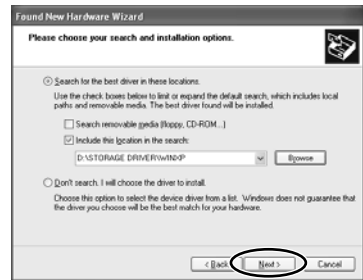 Found New Hardware Wizard
Please choose your search and installation options.
Search for the best driver in these locations.
Use the check boxes below to limit or expand the default search, which includes local
paths and removable media. The best driver found will be installed.
Search removable media (floppy, CD-ROM...)
Include this location in the search:
D:\STORAGE DRIVER\WINXP
Browse
Don't search. I will choose the driver to install.
Choose this option to select the device driver from a list. Windows does not guarantee that
the driver you choose will be the best match for your hardware.
< Back Next > Cancel